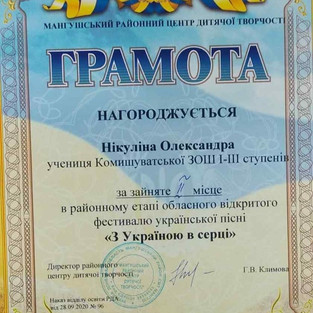 МАНГУШСЬКИЙ РАЙОННИЙ ЦЕНТР ДИТЯЧОЇ ТВОРЧОСТІ
ГРАМОТА
НАГОРОДЖУЄТЬСЯ
Нікуліна Олександра
учениця Комишуватської ЗОШ І-ІІІ ступенів
за зайняте II місце
в районному етапі обласного відкритого
фестивалю української пісні
«З Україною в серці»
Директор районного
центру дитячої творчості
Г.В. Климова
Наказ відділу освіти РДА
від 28.09 2020 № 96